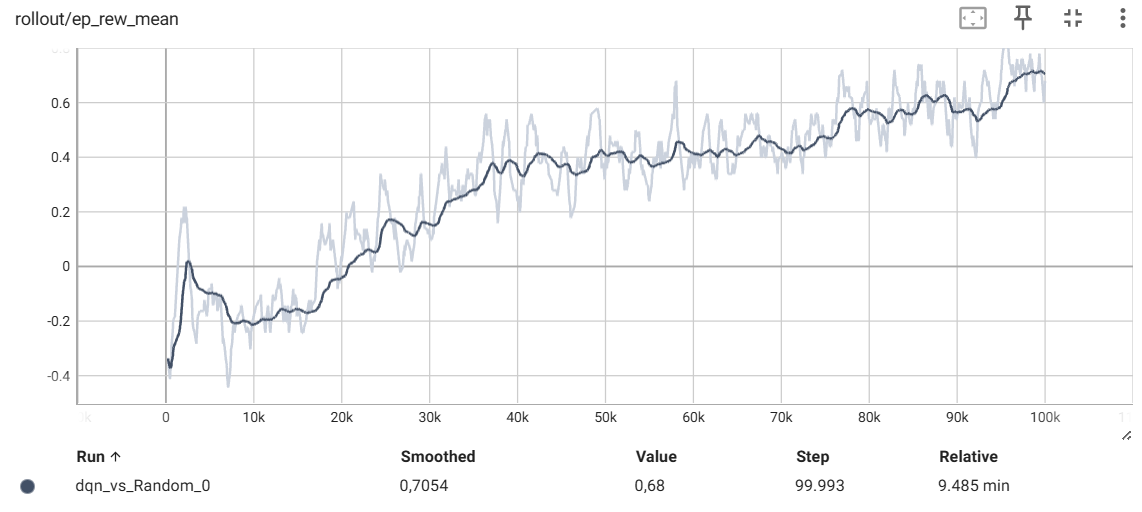 rollout/ep_rew_mean
0.6
0.4
0.2
0
-0.2
-0.4
0 10k 20k 30k 40k 50k 60k 70k 80k 90k 100k
Run ↑ Smoothed Value Step Relative
dqn_vs_Random_0 0,7054 0,68 99.993 9.485 min